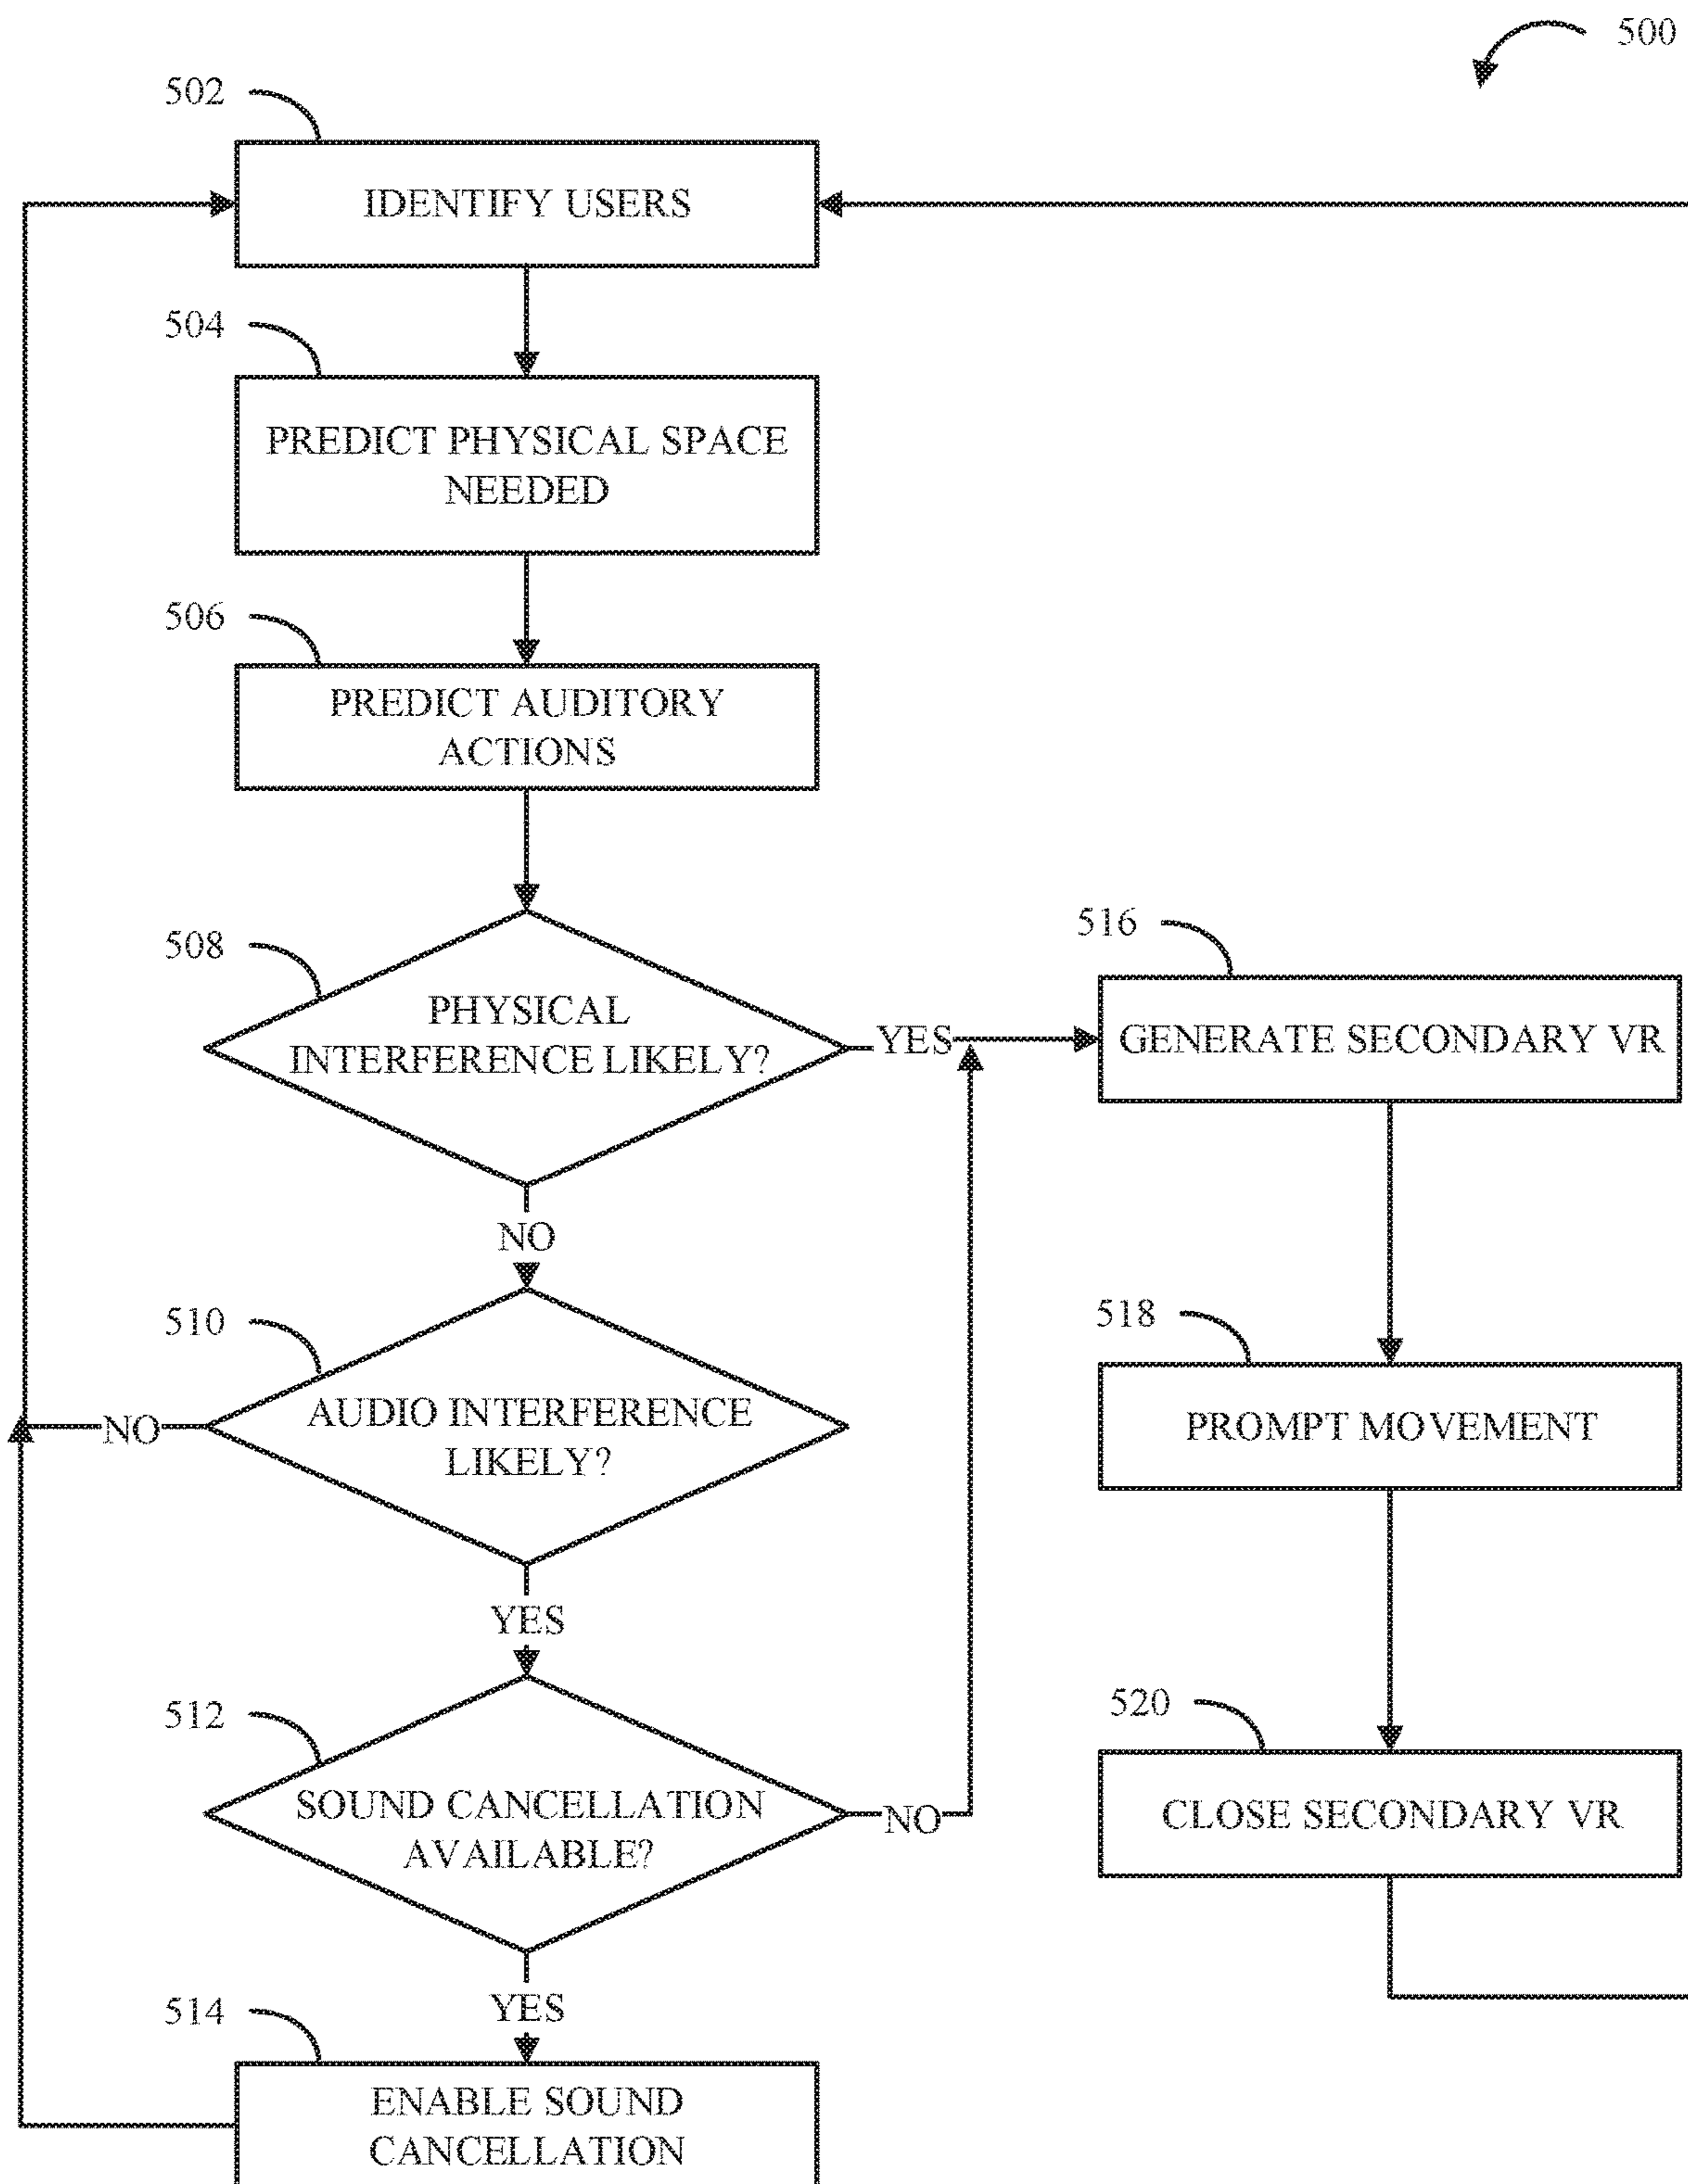 500
502
IDENTIFY USERS
504
PREDICT PHYSICAL SPACE
NEEDED
506
PREDICT AUDITORY
ACTIONS
508
PHYSICAL
INTERFERENCE LIKELY?
YES
516
GENERATE SECONDARY VR
NO
510
AUDIO INTERFERENCE
LIKELY?
NO
518
PROMPT MOVEMENT
YES
512
SOUND CANCELLATION
AVAILABLE?
NO
520
CLOSE SECONDARY VR
YES
514
ENABLE SOUND
CANCELLATION